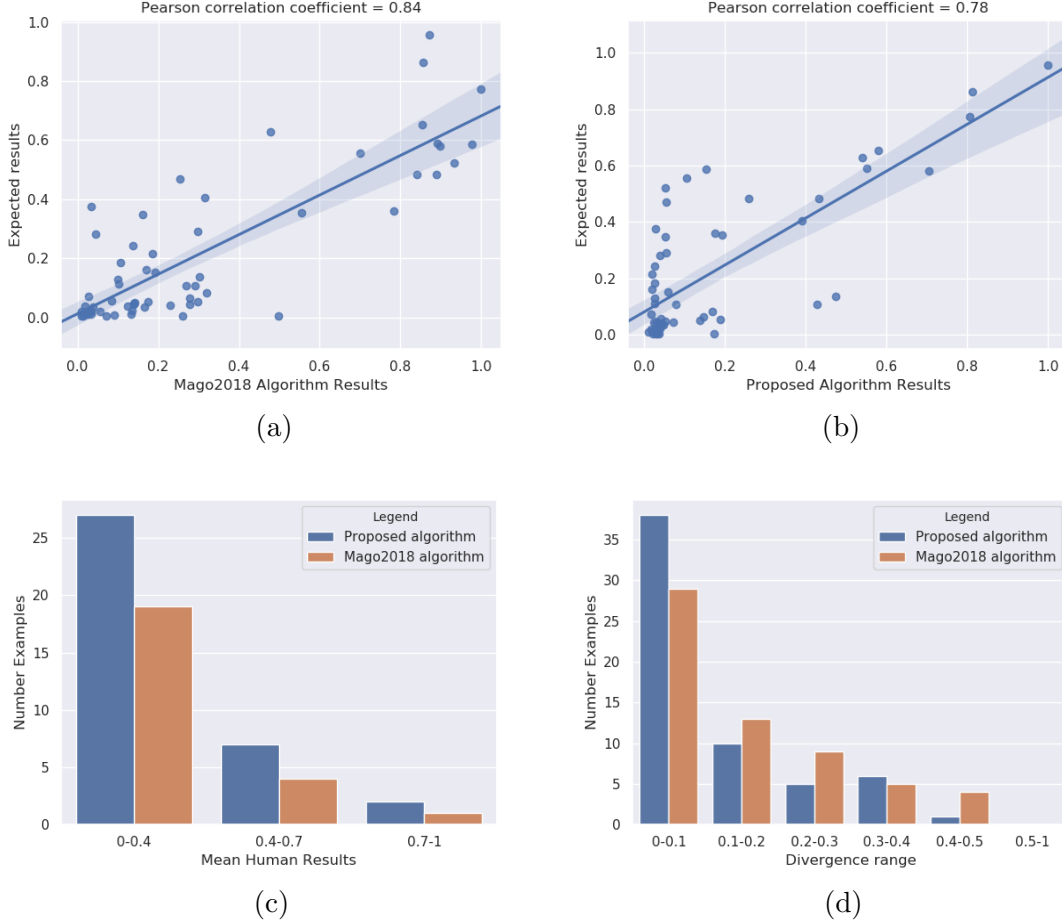 Pearson correlation coefficient = 0.84
1.0
0.8
0.6
0.4
0.2
0.0
Expected results
0.0 0.2 0.4 0.6 0.8 1.0
Mago2018 Algorithm Results
(a)
Pearson correlation coefficient = 0.78
1.0
0.8
0.6
0.4
0.2
0.0
Expected results
0.0 0.2 0.4 0.6 0.8 1.0
Proposed Algorithm Results
(b)
25
20
15
10
5
0
Number Examples
Legend
Proposed algorithm
Mago2018 algorithm
0-0.4 0.4-0.7 0.7-1
Mean Human Results
(c)
35
30
25
20
15
10
5
0
Number Examples
Legend
Proposed algorithm
Mago2018 algorithm
0-0.1 0.1-0.2 0.2-0.3 0.3-0.4 0.4-0.5 0.5-1
Divergence range
(d)